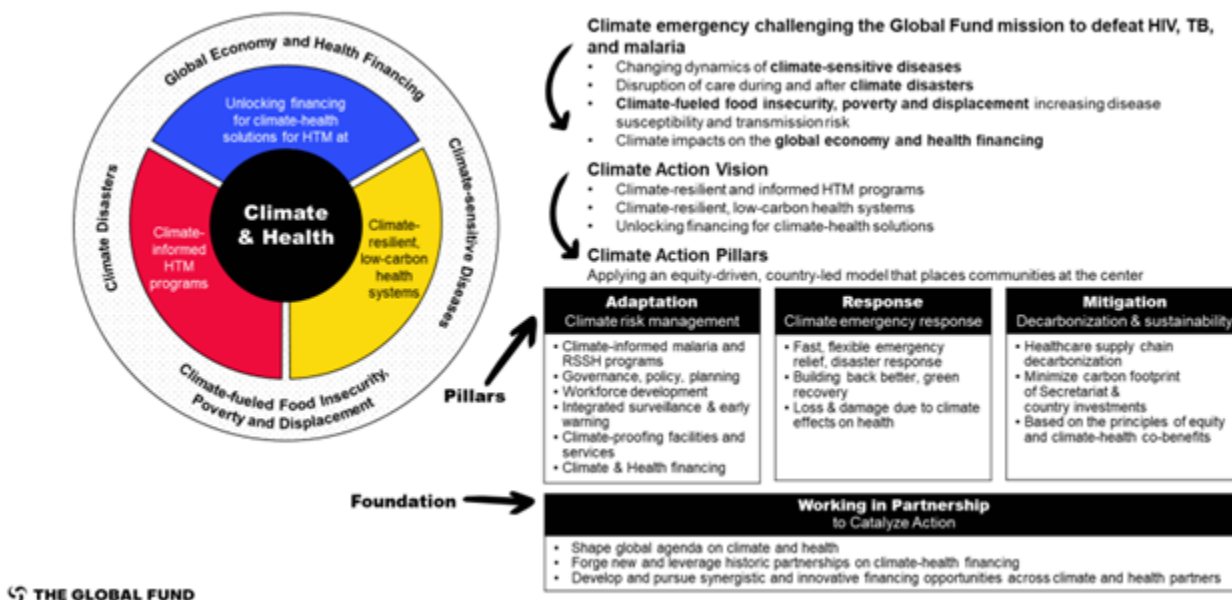 Global Economy and Health Financing
Climate-sensitive Diseases
Climate-fueled Food Insecurity,
Poverty and Displacement
Climate Disasters
Unlocking financing
for climate-health
solutions for HTM at
Climate
& Health
Climate-
informed
HTM
programs
Climate-
resilient,
low-carbon
health
systems
Climate emergency challenging the Global Fund mission to defeat HIV, TB,
and malaria
• Changing dynamics of climate-sensitive diseases
• Disruption of care during and after climate disasters
• Climate-fueled food insecurity, poverty and displacement increasing disease
susceptibility and transmission risk
• Climate impacts on the global economy and health financing
Climate Action Vision
• Climate-resilient and informed HTM programs
• Climate-resilient, low-carbon health systems
• Unlocking financing for climate-health solutions
Climate Action Pillars
Applying an equity-driven, country-led model that places communities at the center
Pillars
Adaptation
Climate risk management
• Climate-informed malaria and
RSSH programs
• Governance, policy, planning
• Workforce development
• Integrated surveillance & early
warning
• Climate-proofing facilities and
services
• Climate & Health financing
Response
Climate emergency response
• Fast, flexible emergency
relief, disaster response
• Building back better, green
recovery
• Loss & damage due to climate
effects on health
Mitigation
Decarbonization & sustainability
• Healthcare supply chain
decarbonization
• Minimize carbon footprint
of Secretariat &
country investments
• Based on the principles of equity
and climate-health co-benefits
Foundation
Working in Partnership
to Catalyze Action
• Shape global agenda on climate and health
• Forge new and leverage historic partnerships on climate-health financing
• Develop and pursue synergistic and innovative financing opportunities across climate and health partners
THE GLOBAL FUND